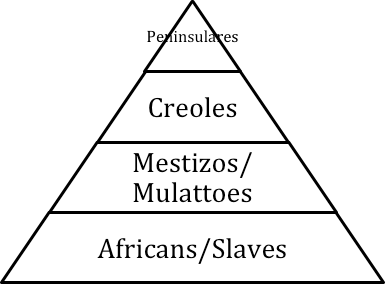 Peninsulares
Creoles
Mestizos/
Mulattoes
Africans/Slaves